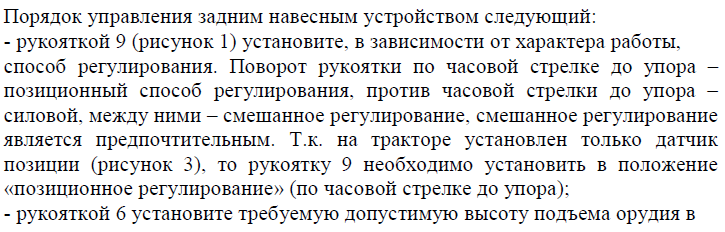 Порядок управления задним навесным устройством следующий:
- рукояткой 9 (рисунок 1) установите, в зависимости от характера работы,
способ регулирования. Поворот рукоятки по часовой стрелке до упора –
позиционный способ регулирования, против часовой стрелки до упора –
силовой, между ними – смешанное регулирование, смешанное регулирование
является предпочтительным. Т.к. на тракторе установлен только датчик
позиции (рисунок 3), то рукоятку 9 необходимо установить в положение
«позиционное регулирование» (по часовой стрелке до упора);
- рукояткой 6 установите требуемую допустимую высоту подъема орудия в